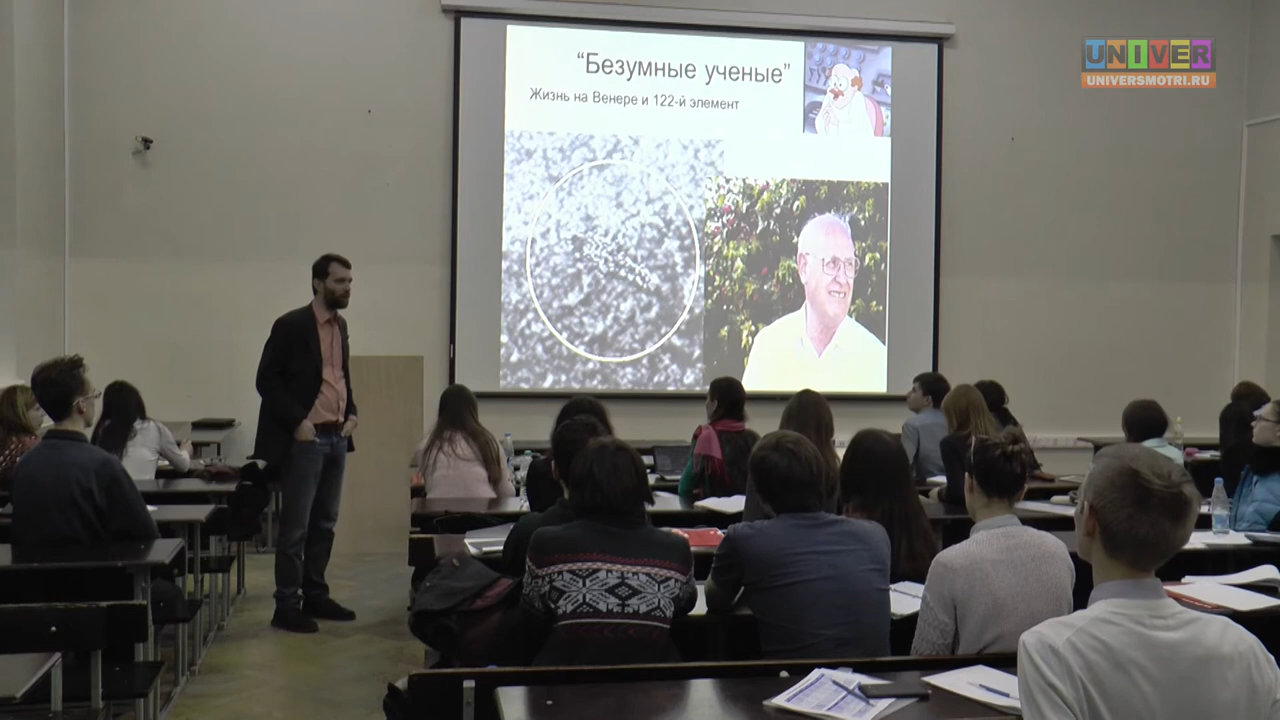 “Безумные ученые”
Жизнь на Венере и 122-й элемент
UNIVER
UNIVERSMOTRI.RU